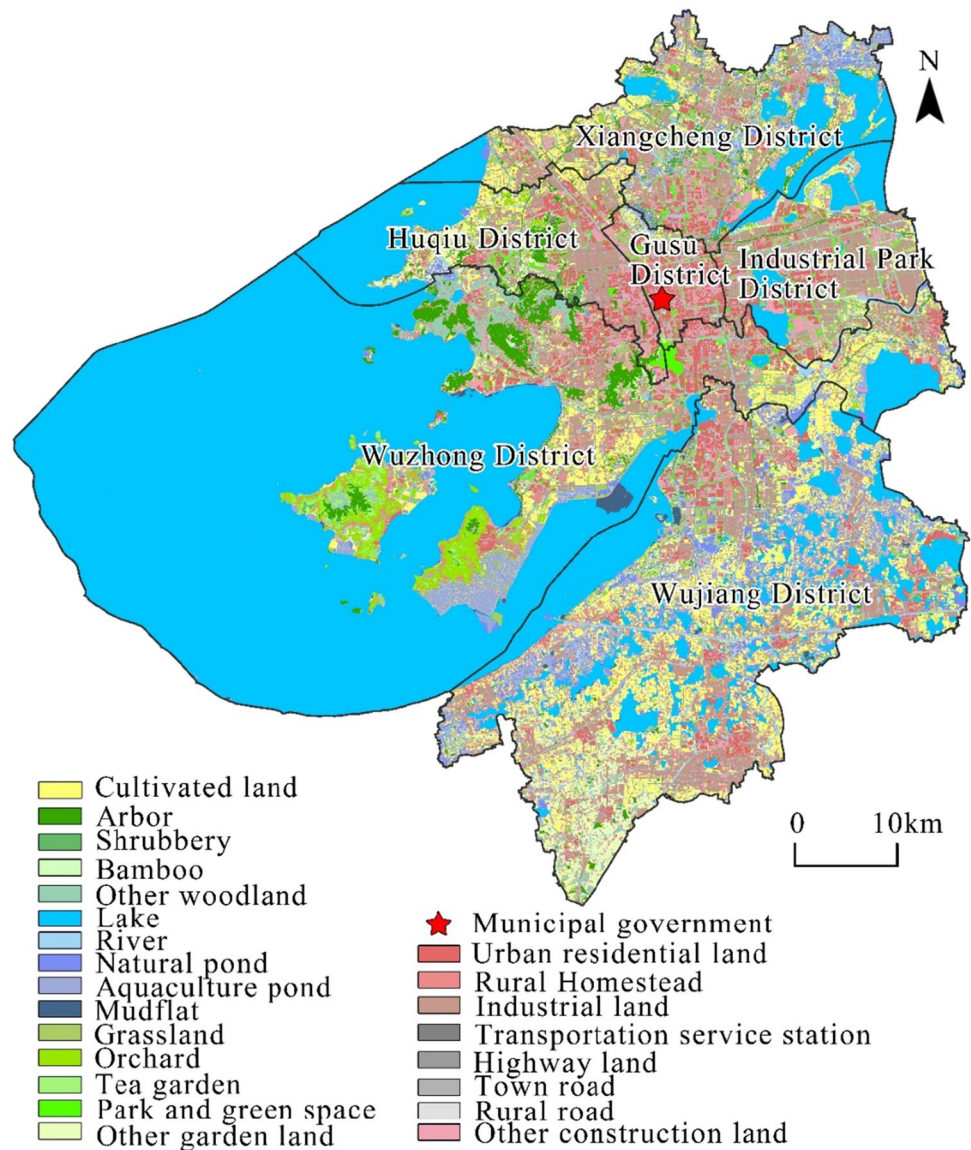 N
Xiangcheng District
Huqiu District
Gusu
District
Industrial Park
District
Wuzhong District
Wujiang District
0 10km
Cultivated land
Arbor
Shrubbery
Bamboo
Other woodland
Lake
River
Natural pond
Aquaculture pond
Mudflat
Grassland
Orchard
Tea garden
Park and green space
Other garden land
Municipal government
Urban residential land
Rural Homestead
Industrial land
Transportation service station
Highway land
Town road
Rural road
Other construction land